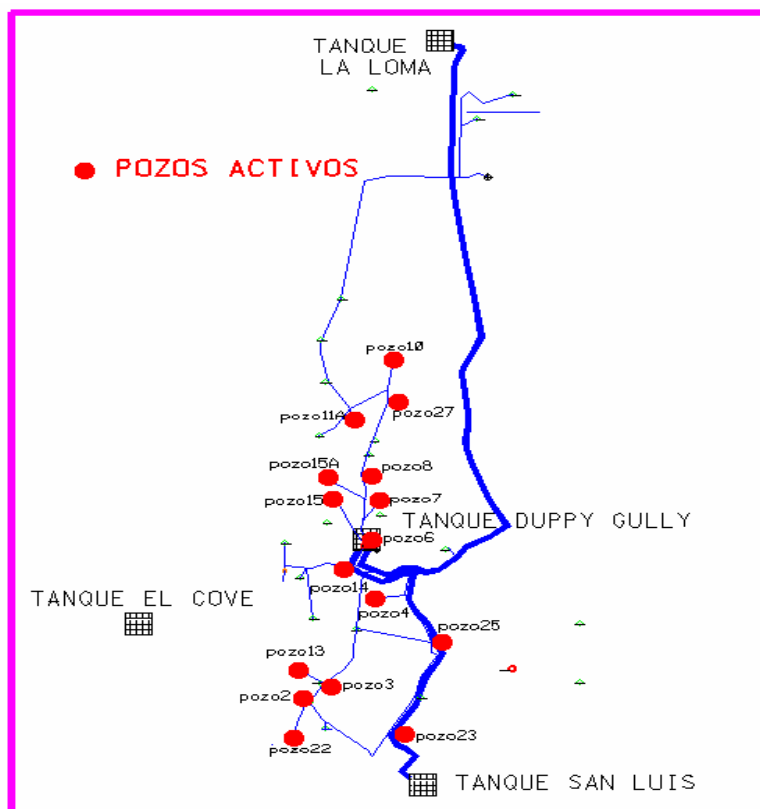 TANQUE
LA LOMA
POZOS ACTIVOS
pozo10
pozo11A
pozo27
pozo15A
pozo8
pozo15
pozo7
TANQUE DUPPY GULLY
pozo6
pozo14
TANQUE EL COVE
pozo4
pozo25
pozo13
pozo3
pozo2
pozo23
pozo22
TANQUE SAN LUIS